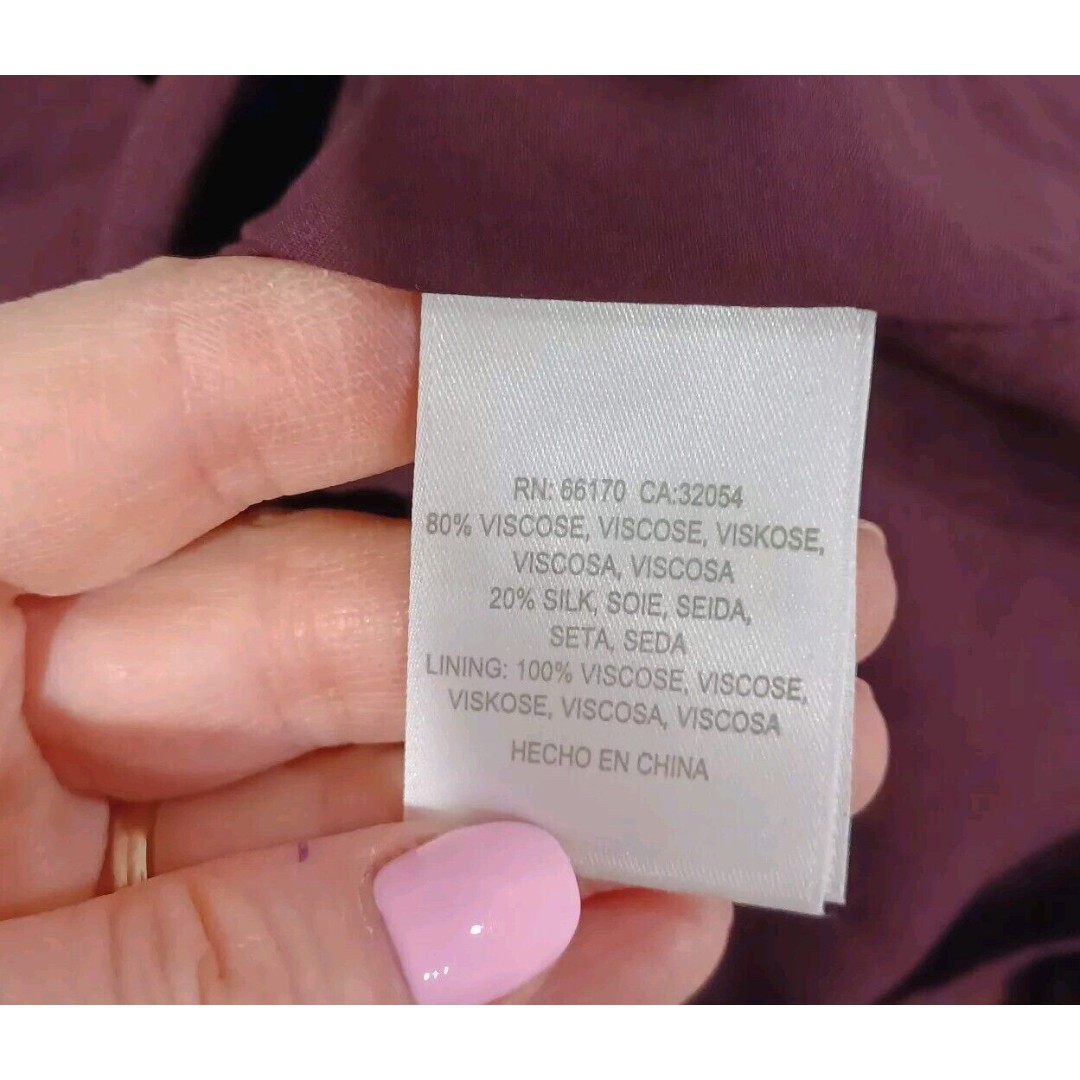 RN: 66170 CA:32054
80% VISCOSE, VISCOSE, VISKOSE,
VISCOSA, VISCOSA
20% SILK, SOIE, SEIDA,
SETA, SEDA
LINING: 100% VISCOSE, VISCOSE,
VISKOSE, VISCOSA, VISCOSA
HECHO EN CHINA